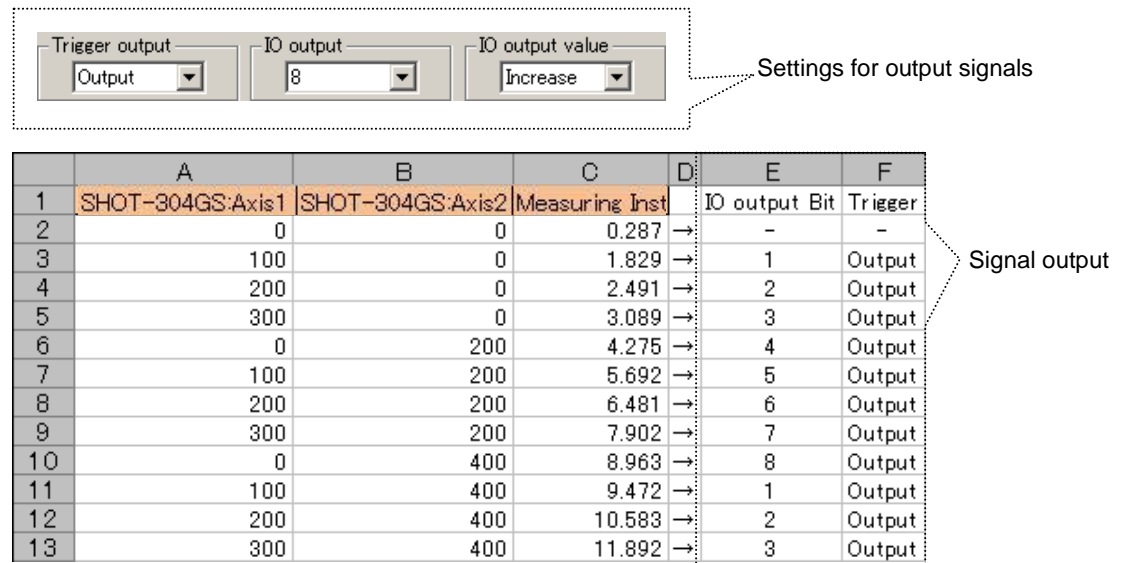 Trigger output IO output IO output value
Output 8 Increase
Settings for output signals
A B C D E F
1 SHOT-304GS:Axis1 SHOT-304GS:Axis2 Measuring Inst IO output Bit Trigger
2 0 0 0.287 → - -
3 100 0 1.829 → 1 Output
Signal output
4 200 0 2.491 → 2 Output
5 300 0 3.089 → 3 Output
6 0 200 4.275 → 4 Output
7 100 200 5.692 → 5 Output
8 200 200 6.481 → 6 Output
9 300 200 7.902 → 7 Output
10 0 400 8.963 → 8 Output
11 100 400 9.472 → 1 Output
12 200 400 10.583 → 2 Output
13 300 400 11.892 → 3 Output